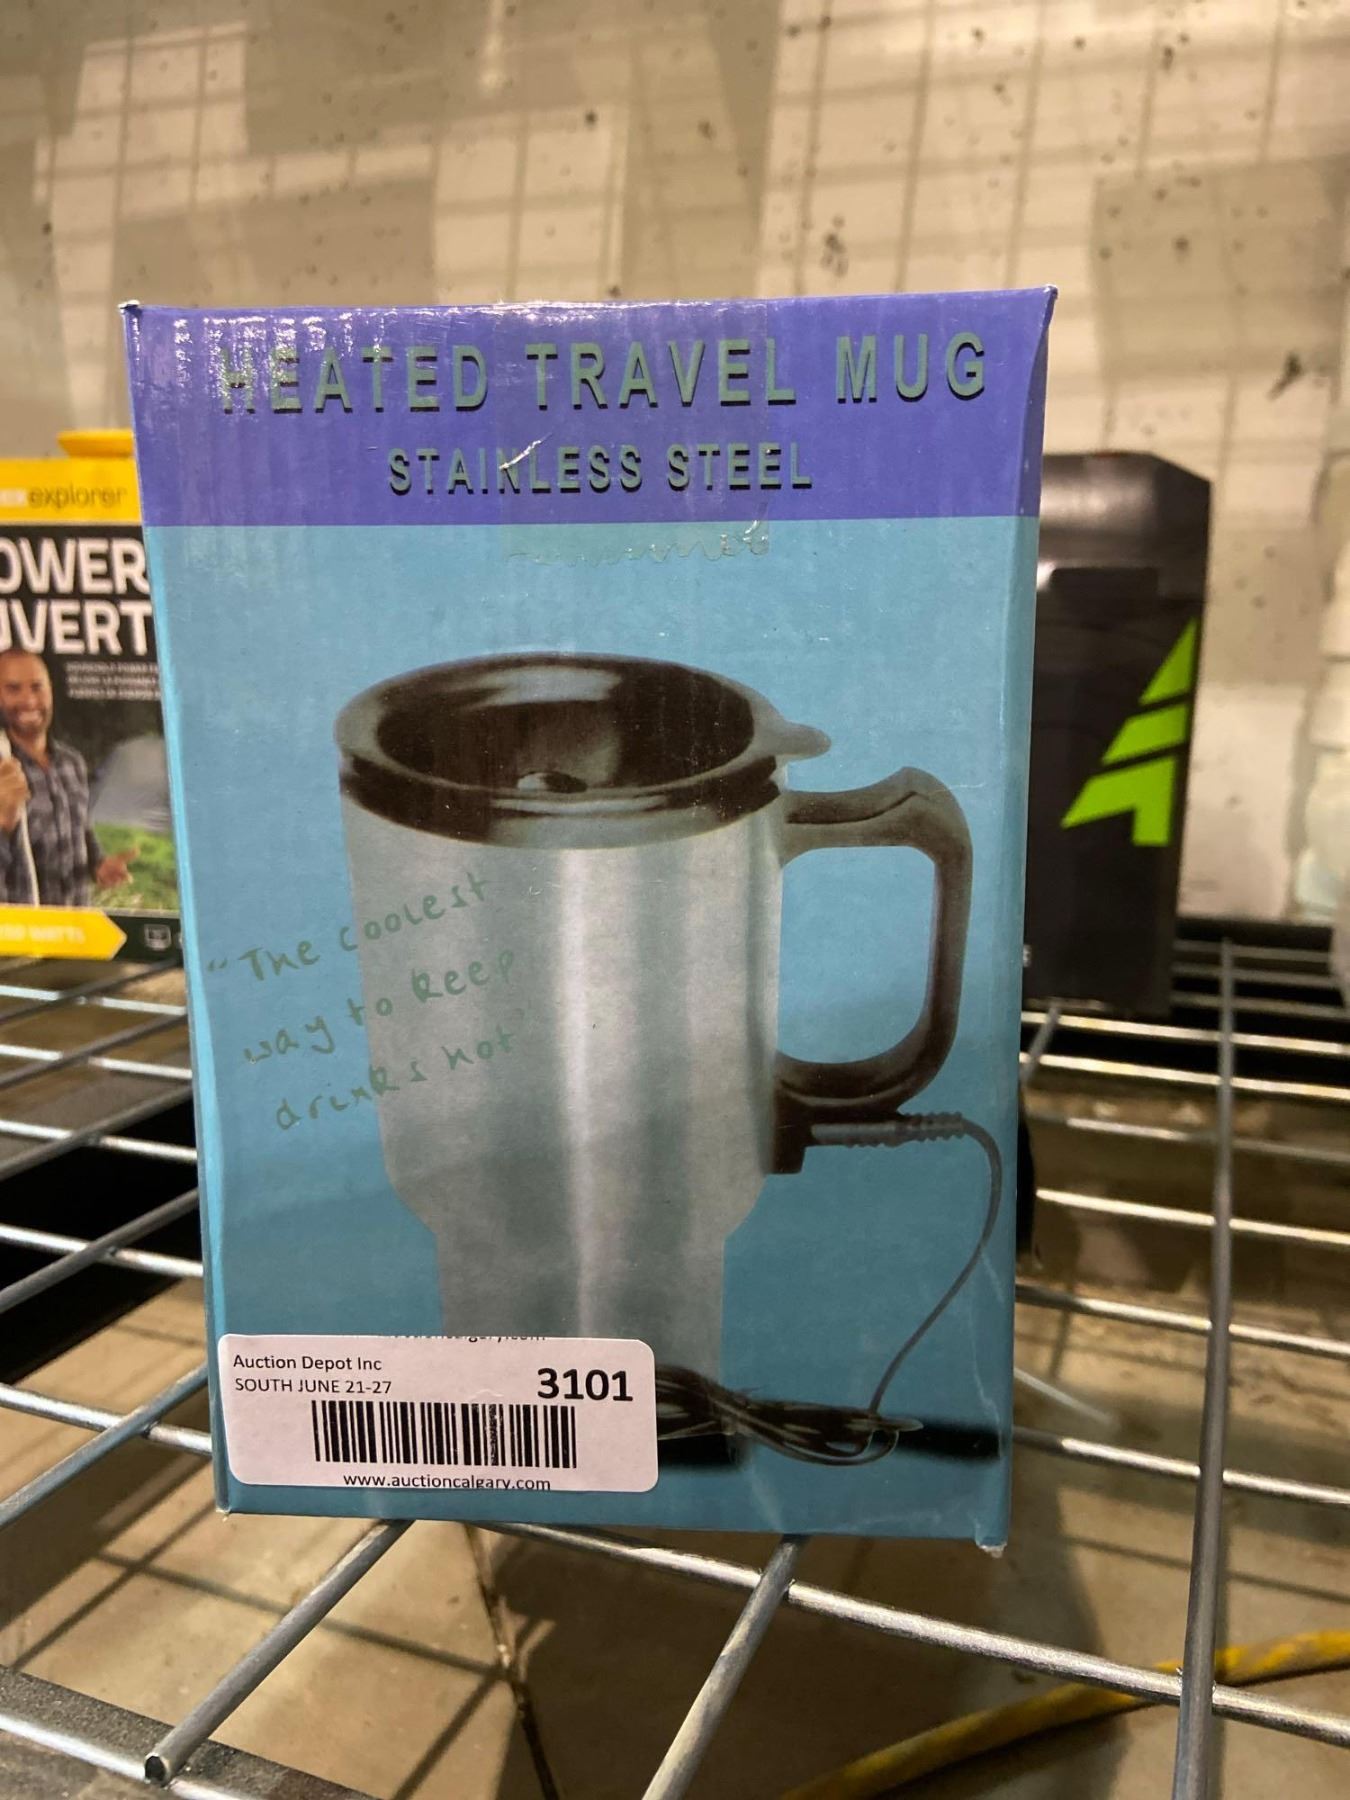 HEATED TRAVEL MUG
STAINLESS STEEL
"The coolest
way to keep
drinks hot"
Auction Depot Inc
SOUTH JUNE 21-27
3101
www.auctioncalgary.com
explorer
OWER
VERT